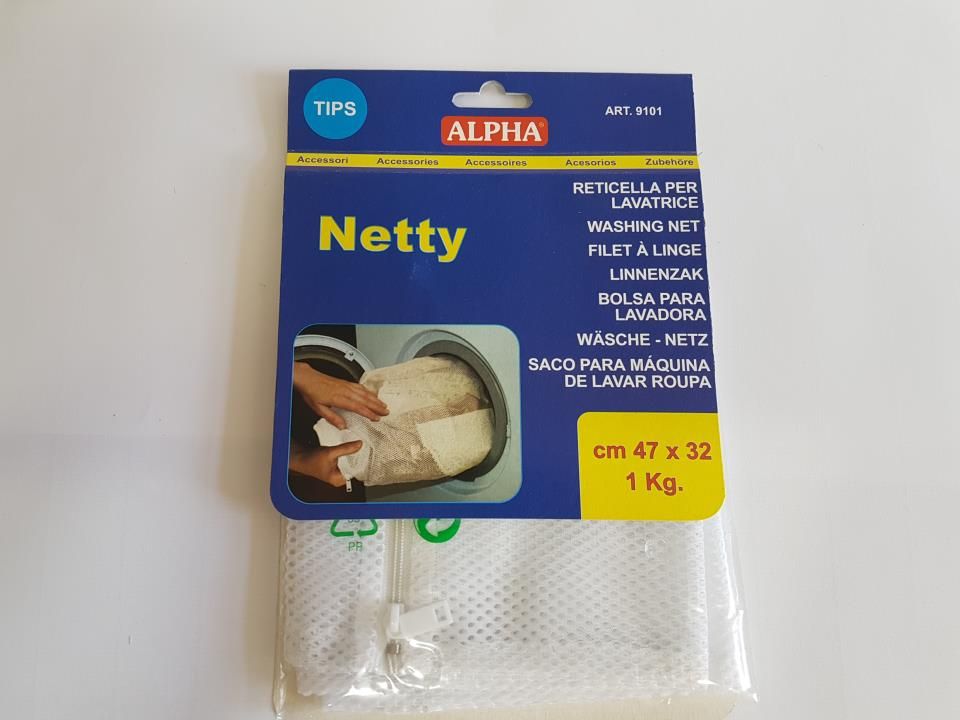 TIPS
ALPHA®
ART. 9101
Accessori Accessories Accessoires Acesorios Zubehöre
Netty
RETICELLA PER
LAVATRICE
WASHING NET
FILET À LINGE
LINNENZAK
BOLSA PARA
LAVADORA
WÄSCHE - NETZ
SACO PARA MÁQUINA
DE LAVAR ROUPA
cm 47 x 32
1 Kg.